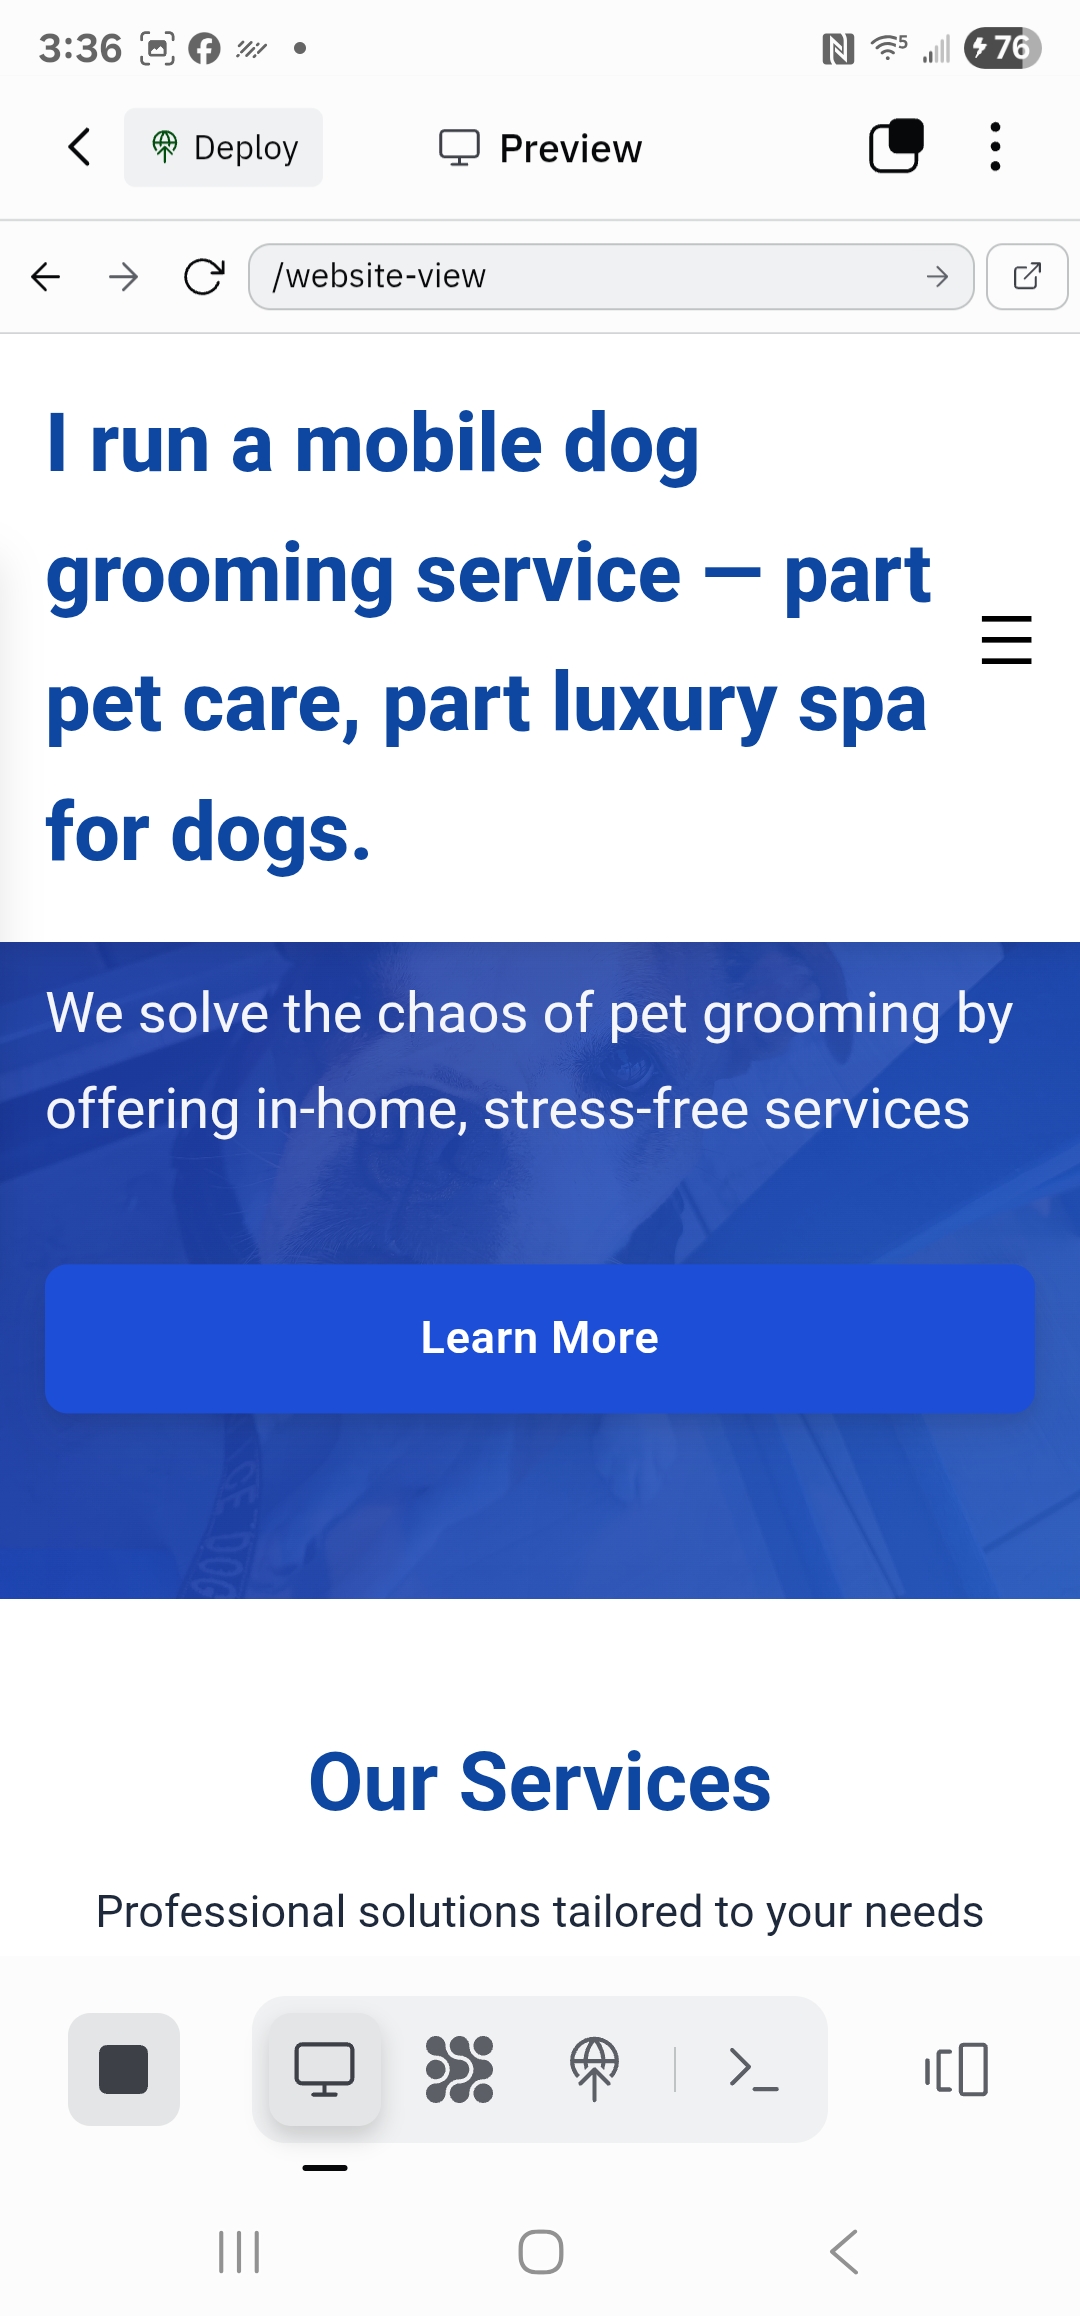 3:36
5
76
Deploy
Preview
/website-view
I run a mobile dog
grooming service — part
pet care, part luxury spa
for dogs.
We solve the chaos of pet grooming by
offering in-home, stress-free services
Learn More
Our Services
Professional solutions tailored to your needs